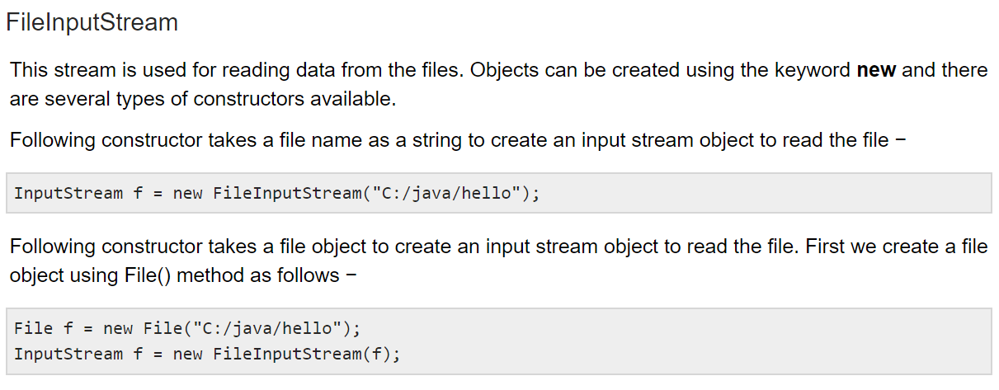 FileInputStream
This stream is used for reading data from the files. Objects can be created using the keyword new and there
are several types of constructors available.
Following constructor takes a file name as a string to create an input stream object to read the file −
InputStream f = new FileInputStream("C:/java/hello");
Following constructor takes a file object to create an input stream object to read the file. First we create a file
object using File() method as follows −
File f = new File("C:/java/hello");
InputStream f = new FileInputStream(f);